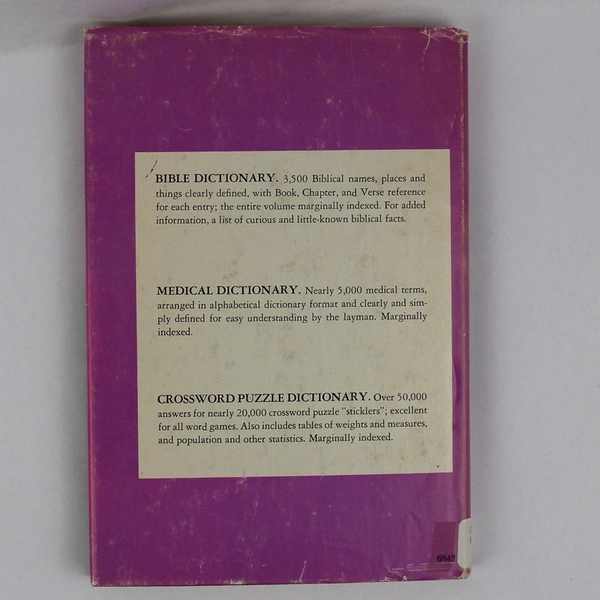 BIBLE DICTIONARY. 3,500 Biblical names, places and
things clearly defined, with Book, Chapter, and Verse reference
for each entry; the entire volume marginally indexed. For added
information, a list of curious and little-known biblical facts.
MEDICAL DICTIONARY. Nearly 5,000 medical terms,
arranged in alphabetical dictionary format and clearly and sim-
ply defined for easy understanding by the layman. Marginally
indexed.
CROSSWORD PUZZLE DICTIONARY. Over 50,000
answers for nearly 20,000 crossword puzzle "sticklers"; excellent
for all word games. Also includes tables of weights and measures,
and population and other statistics. Marginally indexed.